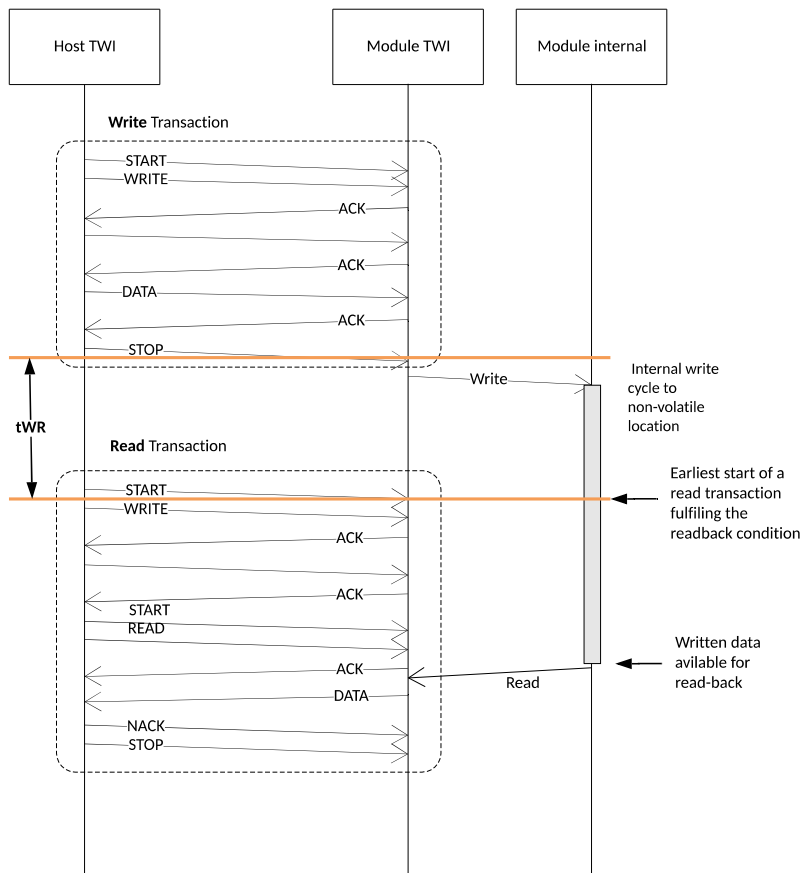 Host TWI
Module TWI
Module internal
Write Transaction
START
WRITE
ACK
ACK
DATA
ACK
STOP
Write
Internal write
cycle to
non-volatile
location
tWR
Read Transaction
START
WRITE
Earliest start of a
read transaction
fulfiling the
readback condition
ACK
ACK
START
READ
ACK
Read
Written data
avilable for
read-back
DATA
NACK
STOP